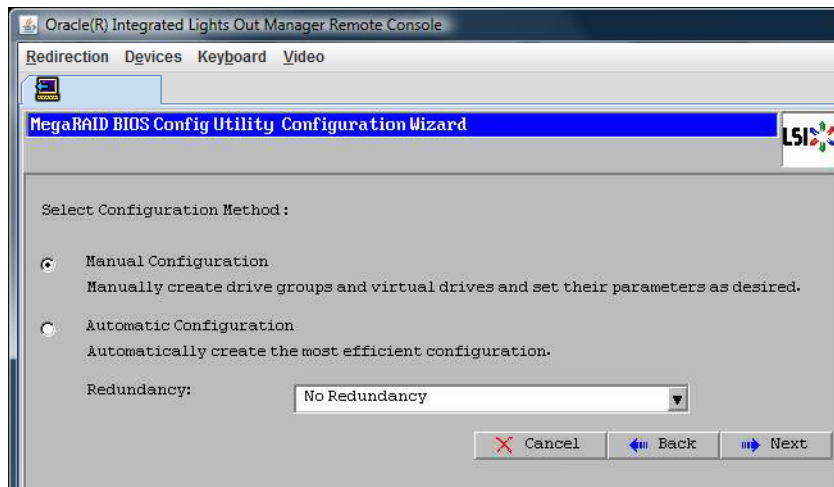 Oracle(R) Integrated Lights Out Manager Remote Console
Redirection Devices Keyboard Video
MegaRAID BIOS Config Utility Configuration Wizard
LSI
Select Configuration Method:
Manual Configuration
Manually create drive groups and virtual drives and set their parameters as desired.
Automatic Configuration
Automatically create the most efficient configuration.
Redundancy: No Redundancy
Cancel Back Next